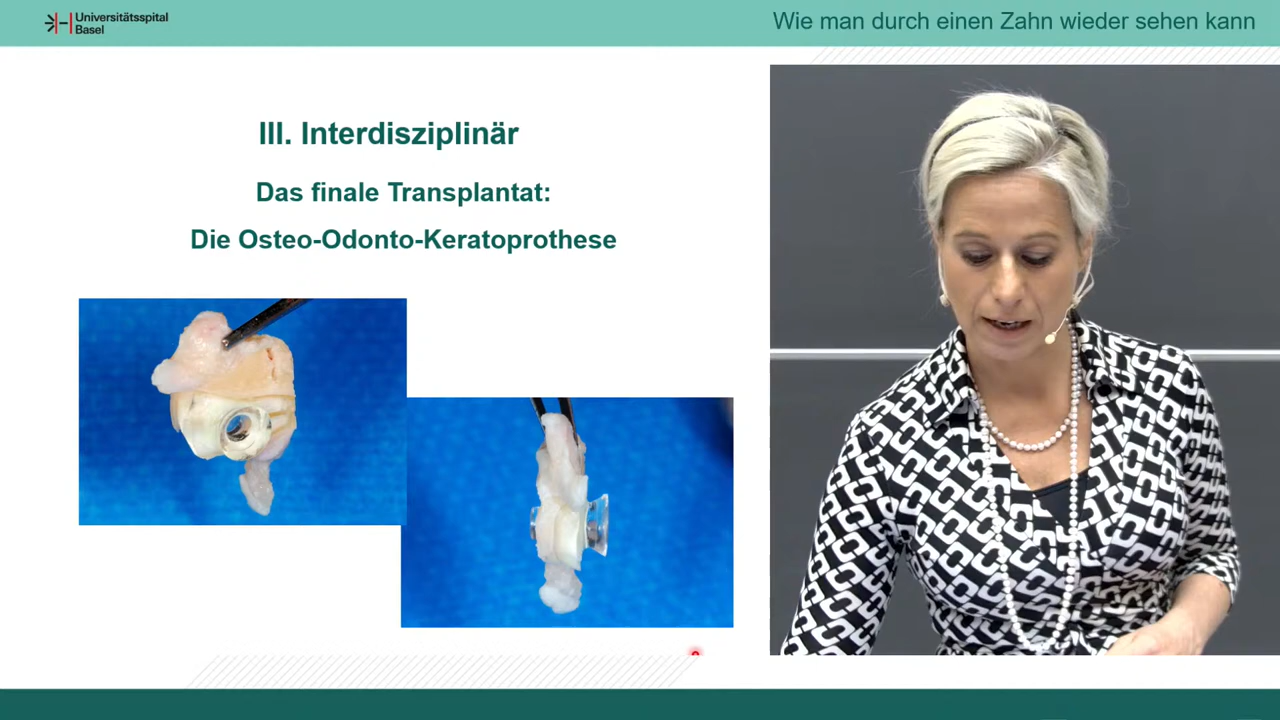 Universitätsspital
Basel
Wie man durch einen Zahn wieder sehen kann
III. Interdisziplinär
Das finale Transplantat:
Die Osteo-Odonto-Keratoprothese